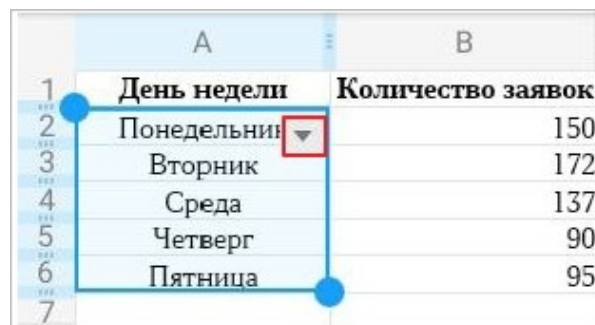 A B
1 День недели Количество заявок
2 Понедельник 150
3 Вторник 172
4 Среда 137
5 Четверг 90
6 Пятница 95
7